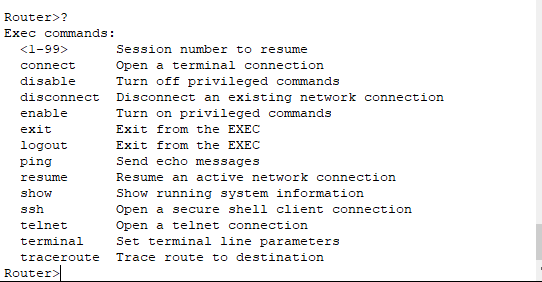 Router>?
Exec commands:
  <1-99>      Session number to resume
  connect     Open a terminal connection
  disable     Turn off privileged commands
  disconnect  Disconnect an existing network connection
  enable      Turn on privileged commands
  exit        Exit from the EXEC
  logout      Exit from the EXEC
  ping        Send echo messages
  resume      Resume an active network connection
  show        Show running system information
  ssh         Open a secure shell client connection
  telnet      Open a telnet connection
  terminal    Set terminal line parameters
  traceroute  Trace route to destination
Router>